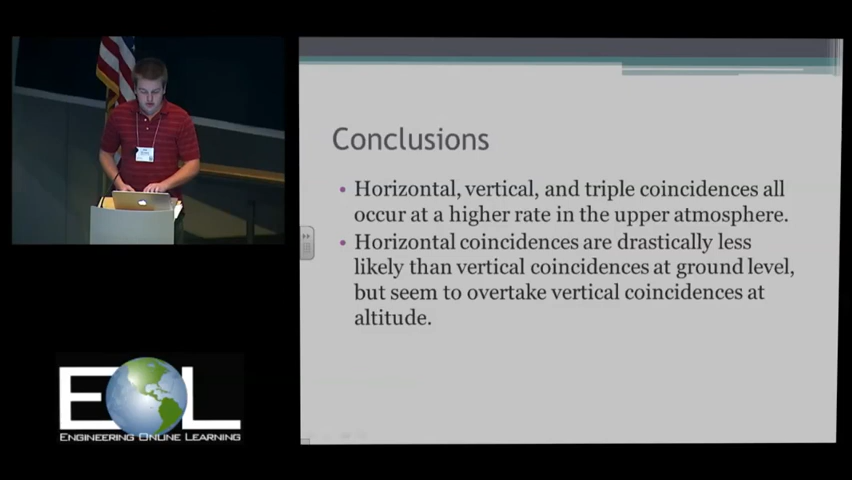 Conclusions
• Horizontal, vertical, and triple coincidences all
occur at a higher rate in the upper atmosphere.
• Horizontal coincidences are drastically less
likely than vertical coincidences at ground level,
but seem to overtake vertical coincidences at
altitude.
EOL
ENGINEERING ONLINE LEARNING